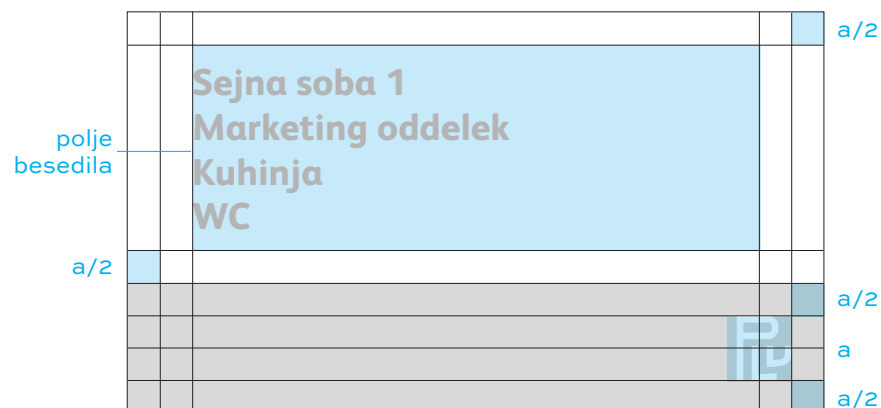 a/2
Sejna soba 1
Marketing oddelek
Kuhinja
WC
polje
besedila
a/2
a/2
a
a/2